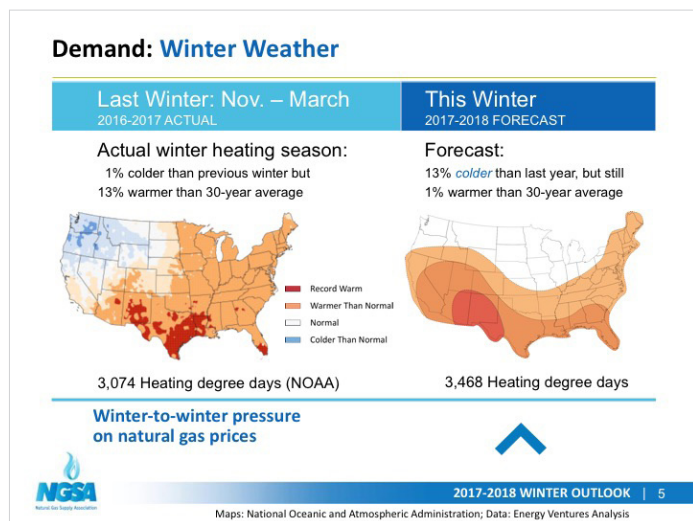 Demand: Winter Weather
Last Winter: Nov. – March
2016-2017 ACTUAL
This Winter
2017-2018 FORECAST
Actual winter heating season:
1% colder than previous winter but
13% warmer than 30-year average
Forecast:
13% colder than last year, but still
1% warmer than 30-year average
Record Warm
Warmer Than Normal
Normal
Colder Than Normal
3,074 Heating degree days (NOAA)
3,468 Heating degree days
Winter-to-winter pressure
on natural gas prices
NGSA
Natural Gas Supply Association
2017-2018 WINTER OUTLOOK | 5
Maps: National Oceanic and Atmospheric Administration; Data: Energy Ventures Analysis